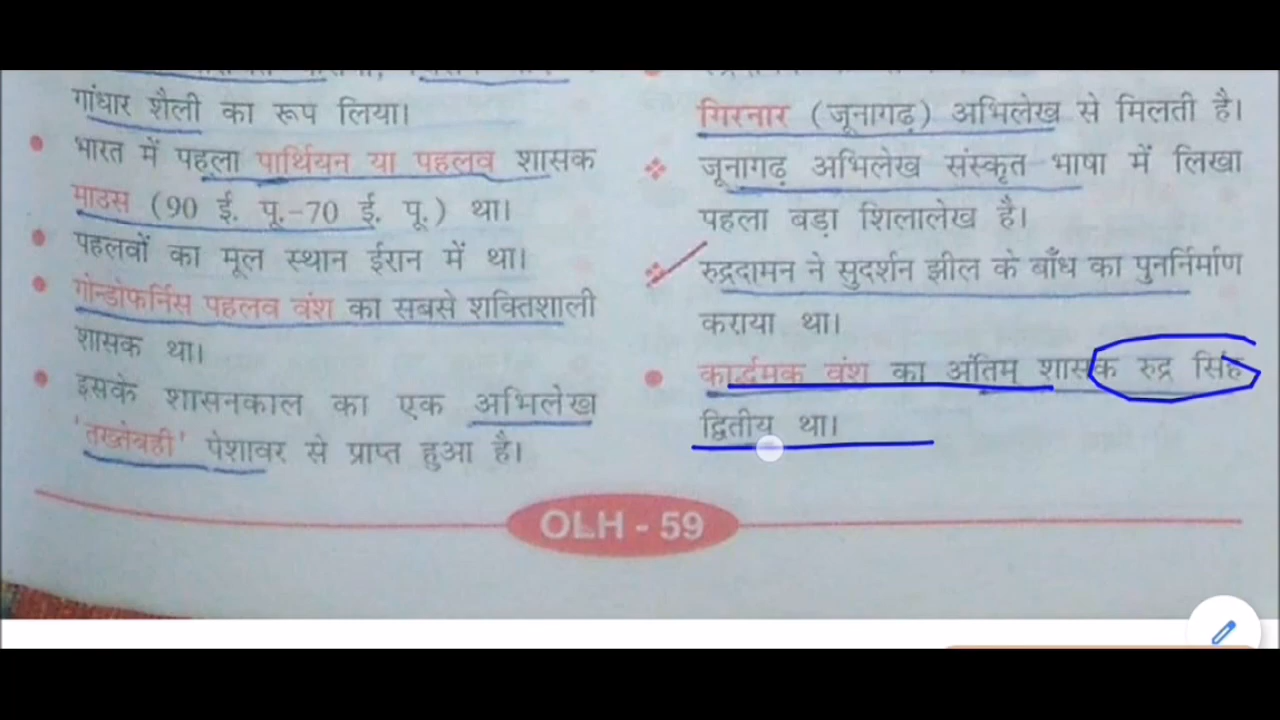 गांधार शैली का रूप लिया।
भारत में पहला पार्थियन या पहलव शासक
माउस (90 ई. पू.-70 ई. पू.) था।
पहलवों का मूल स्थान ईरान में था।
गोन्डोफर्निस पहलव वंश का सबसे शक्तिशाली
शासक था।
इसके शासनकाल का एक अभिलेख
'तख्तेबही' पेशावर से प्राप्त हुआ है।
गिरनार (जूनागढ़) अभिलेख से मिलती है।
जूनागढ़ अभिलेख संस्कृत भाषा में लिखा
पहला बड़ा शिलालेख है।
रुद्रदामन ने सुदर्शन झील के बाँध का पुनर्निर्माण
कराया था।
कार्द्धमक वंश का अंतिम् शासक रुद्र सिंह
द्वितीय था।
OLH - 59